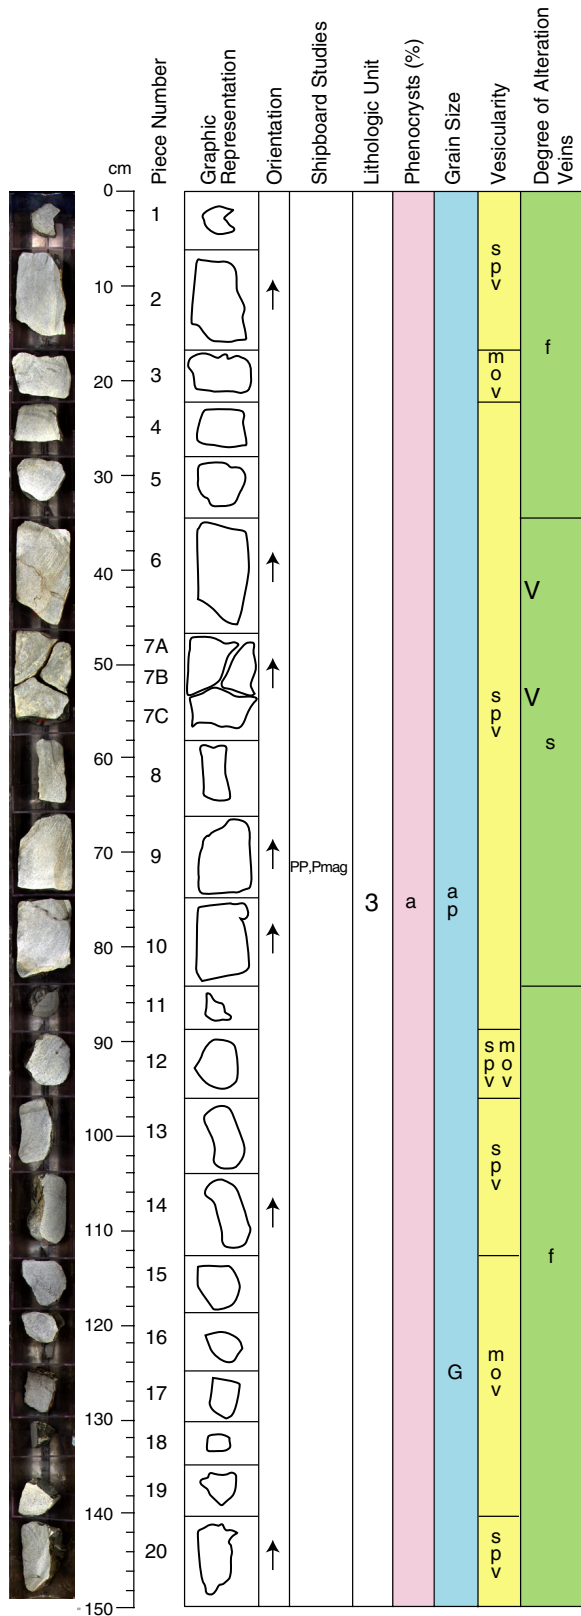 cm
Piece Number
Graphic
Representation
Orientation
Shipboard Studies
Lithologic Unit
Phenocrysts (%)
Grain Size
Vesicularity
Degree of Alteration
Veins
0
1
s
p
v
10
2
f
m
o
v
20
3
4
30
5
40
6
V
50
7A
7B
7C
s
p
v
V
s
60
8
70
9
PP,Pmag
3
a
a
p
80
10
11
90
12
s m
p o
v v
100
13
s
p
v
110
14
f
15
120
16
m
o
v
G
17
130
18
19
140
20
s
p
v
150